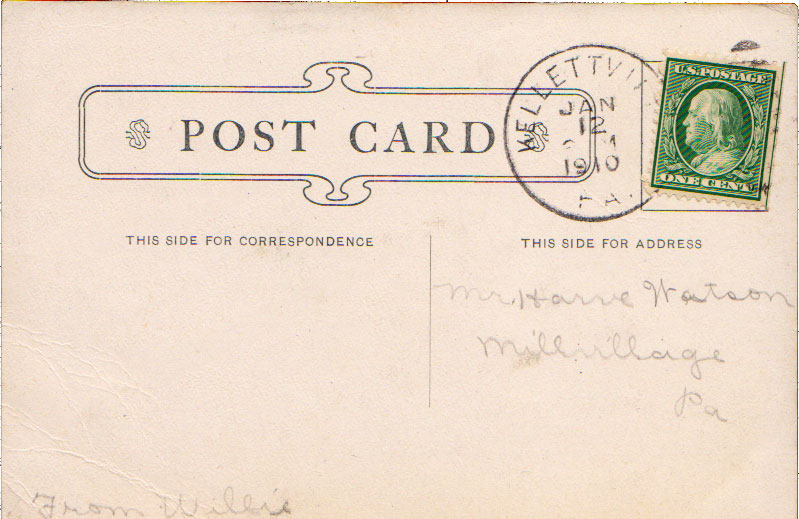 POST CARD
WELLETTVI
JAN
12
M
1910
PA.
U.S. POSTAGE
ONE CENT
THIS SIDE FOR CORRESPONDENCE
THIS SIDE FOR ADDRESS
Mr. Harve Watson
Millvillage
Pa
From Willie